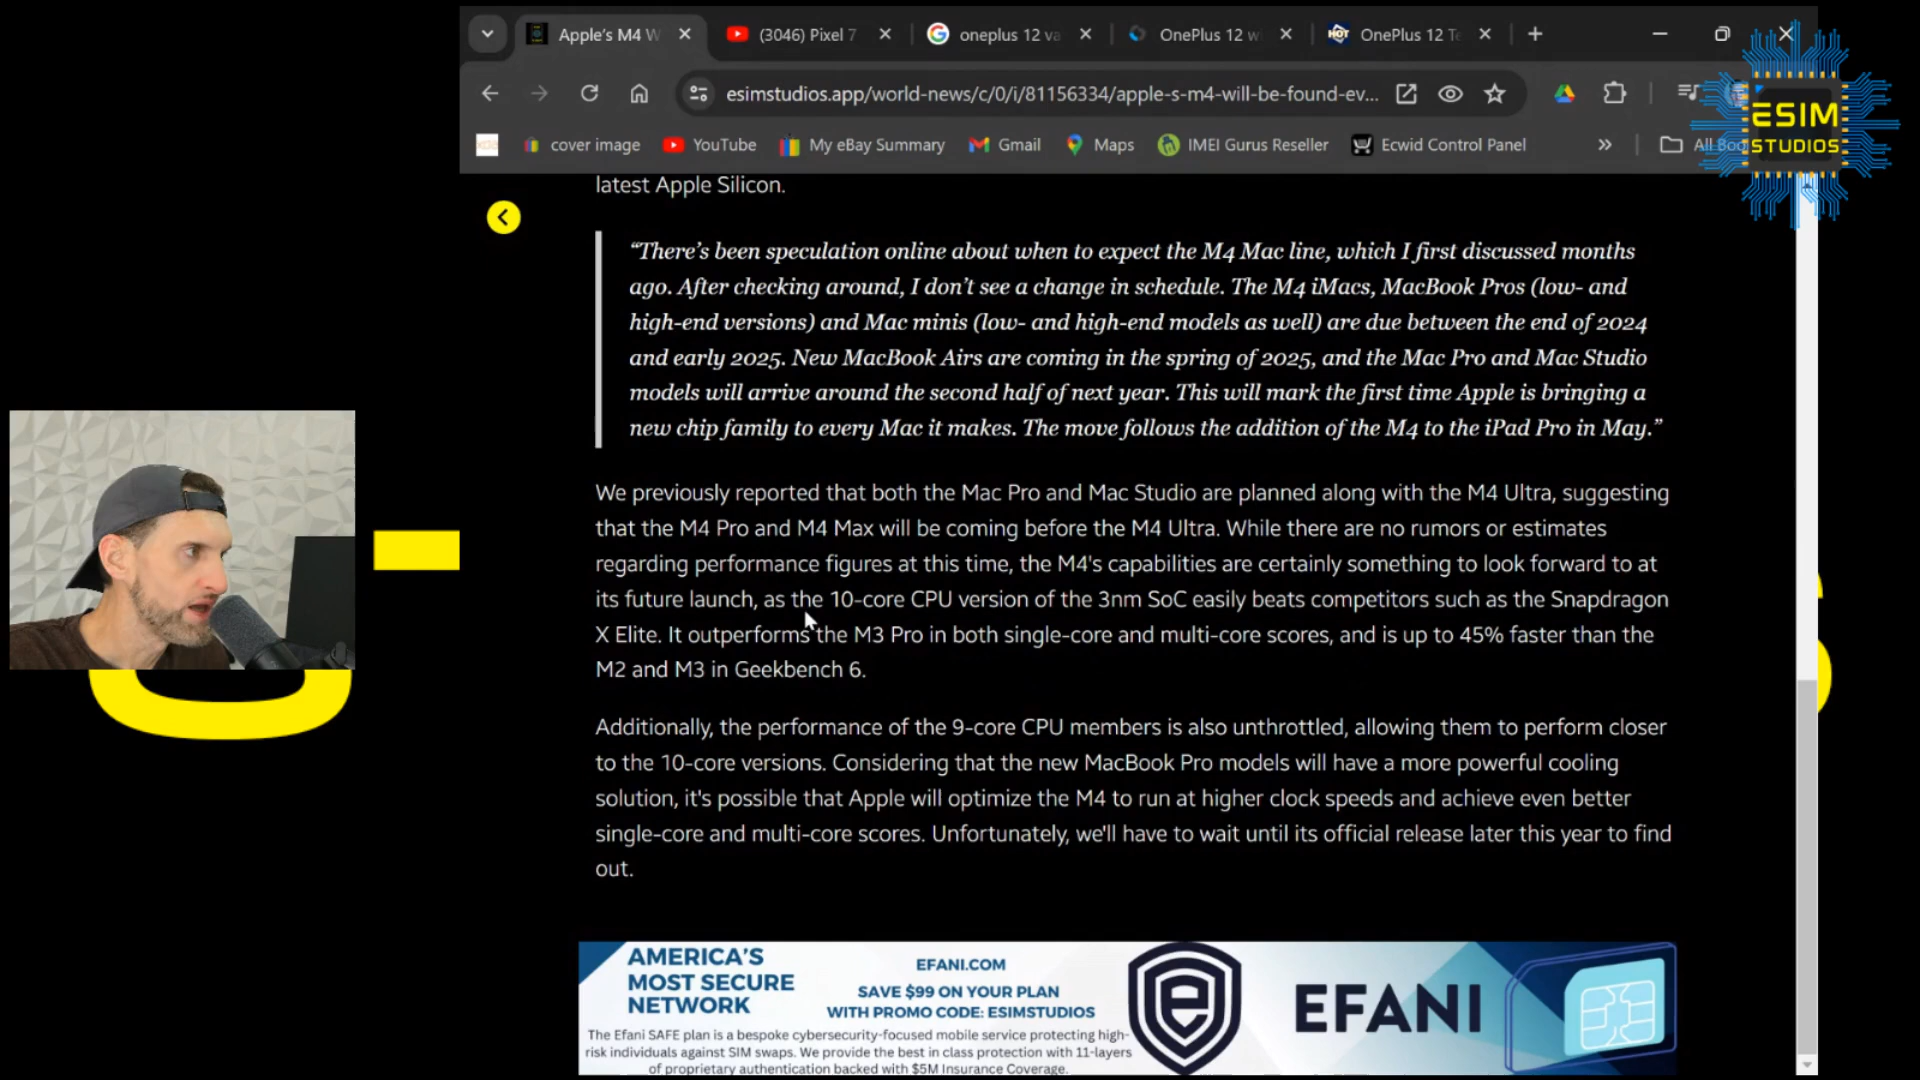 Apple's M4 W
(3046) Pixel 7
oneplus 12 va
OnePlus 12 w
HOT
OnePlus 12 Te
esimstudios.app/world-news/c/0/i/81156334/apple-s-m4-will-be-found-ev...
ESIM
STUDIOS
cover image
YouTube
My eBay Summary
Gmail
Maps
IMEI Gurus Reseller
Ecwid Control Panel
»
All Boo
latest Apple Silicon.
“There’s been speculation online about when to expect the M4 Mac line, which I first discussed months
ago. After checking around, I don’t see a change in schedule. The M4 iMacs, MacBook Pros (low- and
high-end versions) and Mac minis (low- and high-end models as well) are due between the end of 2024
and early 2025. New MacBook Airs are coming in the spring of 2025, and the Mac Pro and Mac Studio
models will arrive around the second half of next year. This will mark the first time Apple is bringing a
new chip family to every Mac it makes. The move follows the addition of the M4 to the iPad Pro in May.”
We previously reported that both the Mac Pro and Mac Studio are planned along with the M4 Ultra, suggesting
that the M4 Pro and M4 Max will be coming before the M4 Ultra. While there are no rumors or estimates
regarding performance figures at this time, the M4's capabilities are certainly something to look forward to at
its future launch, as the 10-core CPU version of the 3nm SoC easily beats competitors such as the Snapdragon
X Elite. It outperforms the M3 Pro in both single-core and multi-core scores, and is up to 45% faster than the
M2 and M3 in Geekbench 6.
Additionally, the performance of the 9-core CPU members is also unthrottled, allowing them to perform closer
to the 10-core versions. Considering that the new MacBook Pro models will have a more powerful cooling
solution, it's possible that Apple will optimize the M4 to run at higher clock speeds and achieve even better
single-core and multi-core scores. Unfortunately, we'll have to wait until its official release later this year to find
out.
AMERICA'S
MOST SECURE
NETWORK
EFANI.COM
SAVE $99 ON YOUR PLAN
WITH PROMO CODE: ESIMSTUDIOS
The Efani SAFE plan is a bespoke cybersecurity-focused mobile service protecting high-
risk individuals against SIM swaps. We provide the best in class protection with 11-layers
of proprietary authentication backed with $5M Insurance Coverage.
EFANI